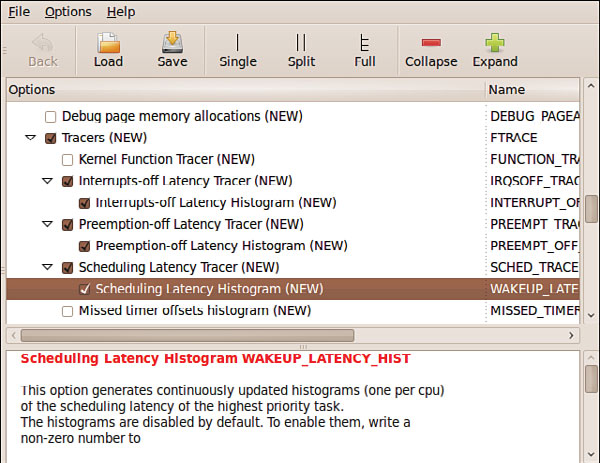 File Options Help
Back Load Save Single Split Full Collapse Expand
Options Name
Debug page memory allocations (NEW) DEBUG_PAGEA
Tracers (NEW) FTRACE
Kernel Function Tracer (NEW) FUNCTION_TRA
Interrupts-off Latency Tracer (NEW) IRQSOFF_TRAC
Interrupts-off Latency Histogram (NEW) INTERRUPT_OF
Preemption-off Latency Tracer (NEW) PREEMPT_TRAC
Preemption-off Latency Histogram (NEW) PREEMPT_OFF_
Scheduling Latency Tracer (NEW) SCHED_TRACE
Scheduling Latency Histogram (NEW) WAKEUP_LATE
Missed timer offsets histogram (NEW) MISSED_TIMER
Scheduling Latency Histogram WAKEUP_LATENCY_HIST
This option generates continuously updated histograms (one per cpu)
of the scheduling latency of the highest priority task.
The histograms are disabled by default. To enable them, write a
non-zero number to